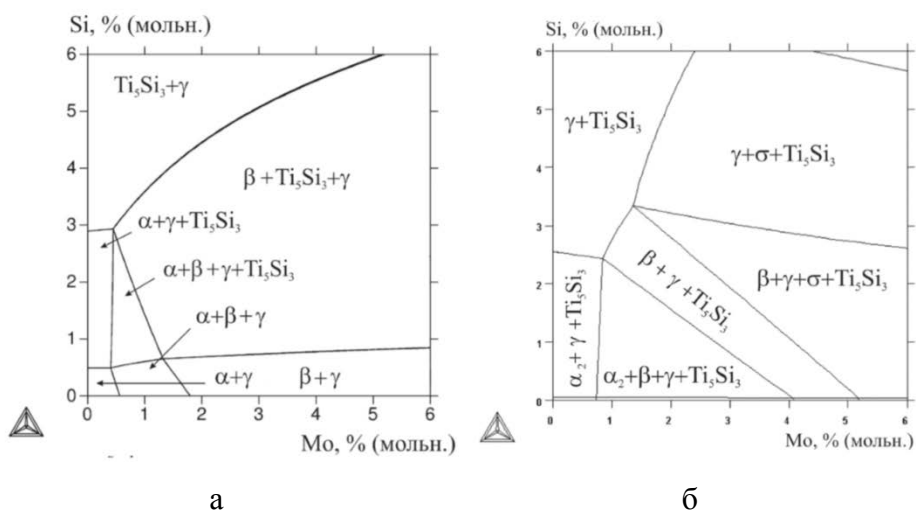 Si, % (мольн.)
6
5
4
3
2
1
0
Ti₅Si₃+γ
β+Ti₅Si₃+γ
α+γ+Ti₅Si₃
α+β+γ+Ti₅Si₃
α+β+γ
α+γ
β+γ
0 1 2 3 4 5 6
Mo, % (мольн.)
а
Si, % (мольн.)
6
5
4
3
2
1
0
γ+Ti₅Si₃
γ+σ+Ti₅Si₃
β+γ+Ti₅Si₃
β+γ+σ+Ti₅Si₃
α₂+γ+Ti₅Si₃
α₂+β+γ+Ti₅Si₃
0 1 2 3 4 5 6
Mo, % (мольн.)
б